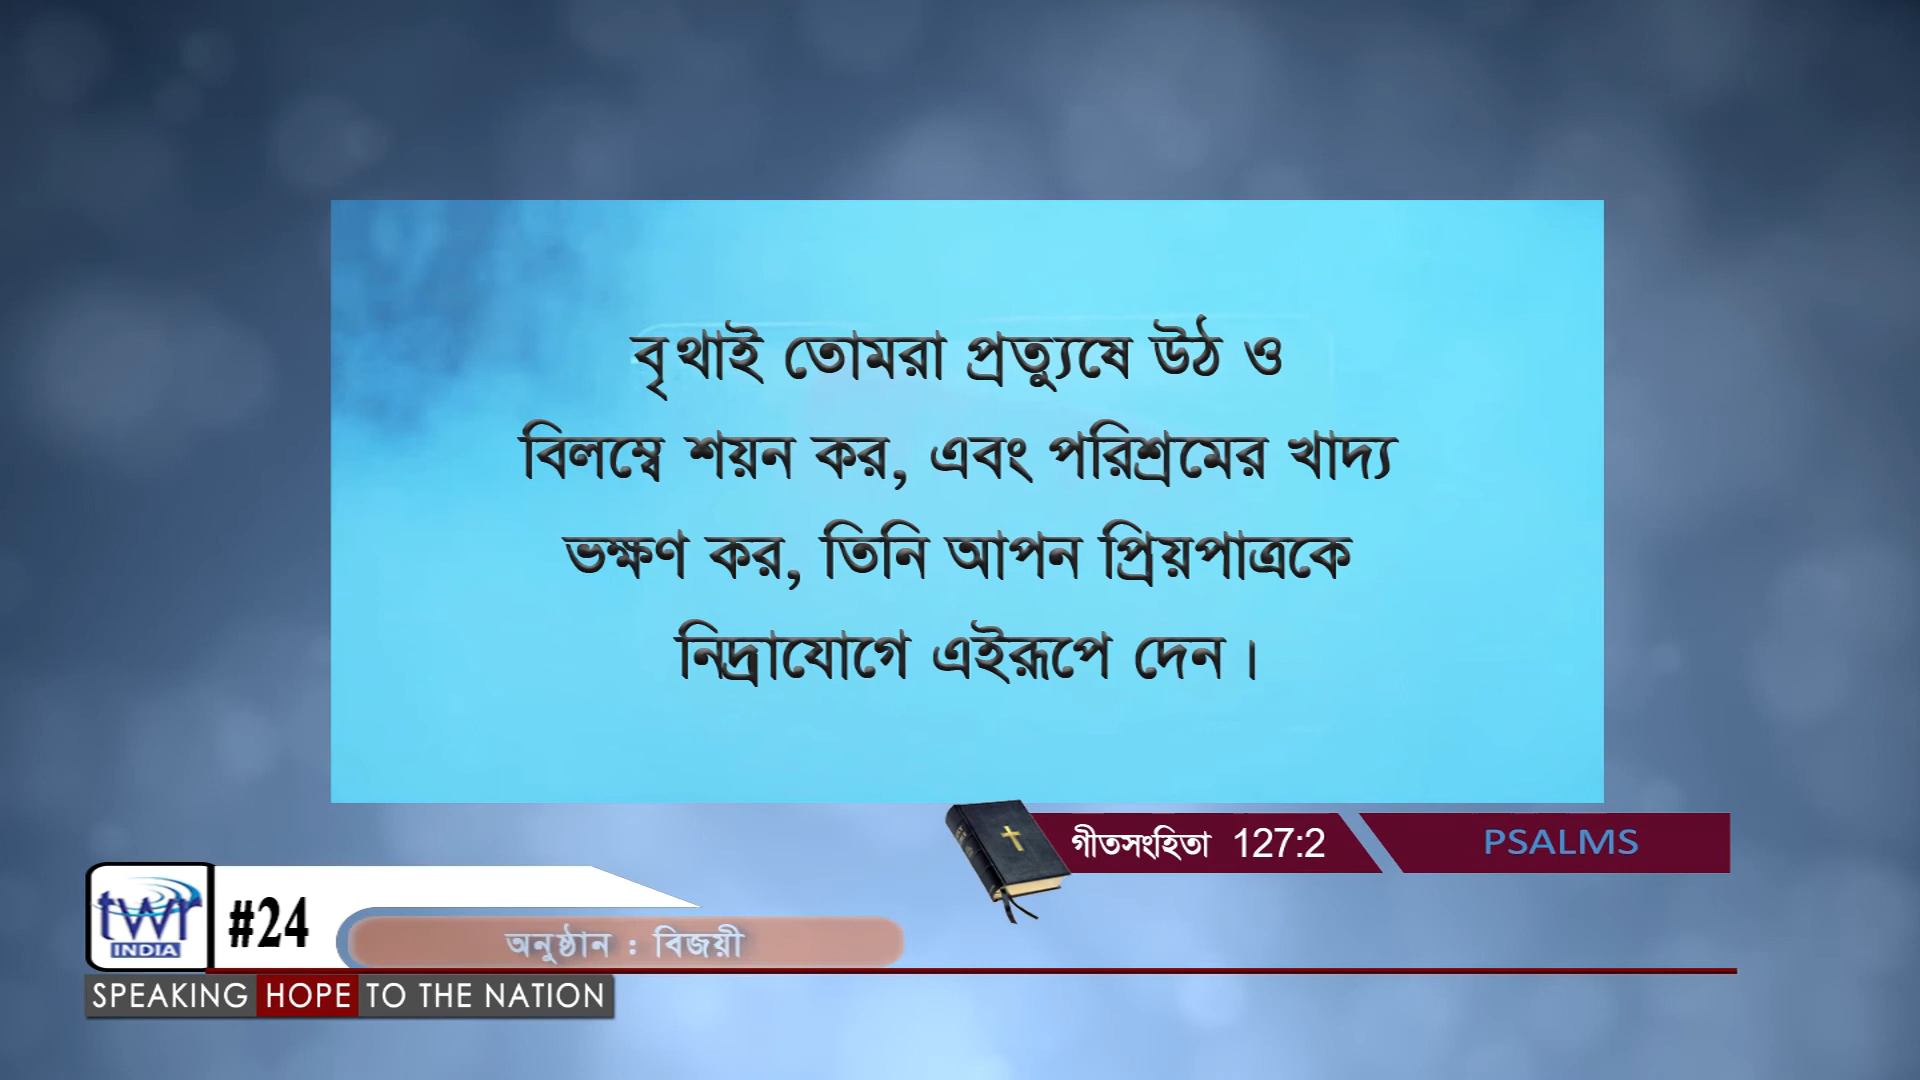 বৃথাই তোমরা প্রত্যুষে উঠ ও
বিলম্বে শয়ন কর, এবং পরিশ্রমের খাদ্য
ভক্ষণ কর, তিনি আপন প্রিয়পাত্রকে
নিদ্রাযোগে এইরূপে দেন।
গীতসংহিতা 127:2 PSALMS
twr
INDIA
#24
অনুষ্ঠান : বিজয়ী
SPEAKING HOPE TO THE NATION